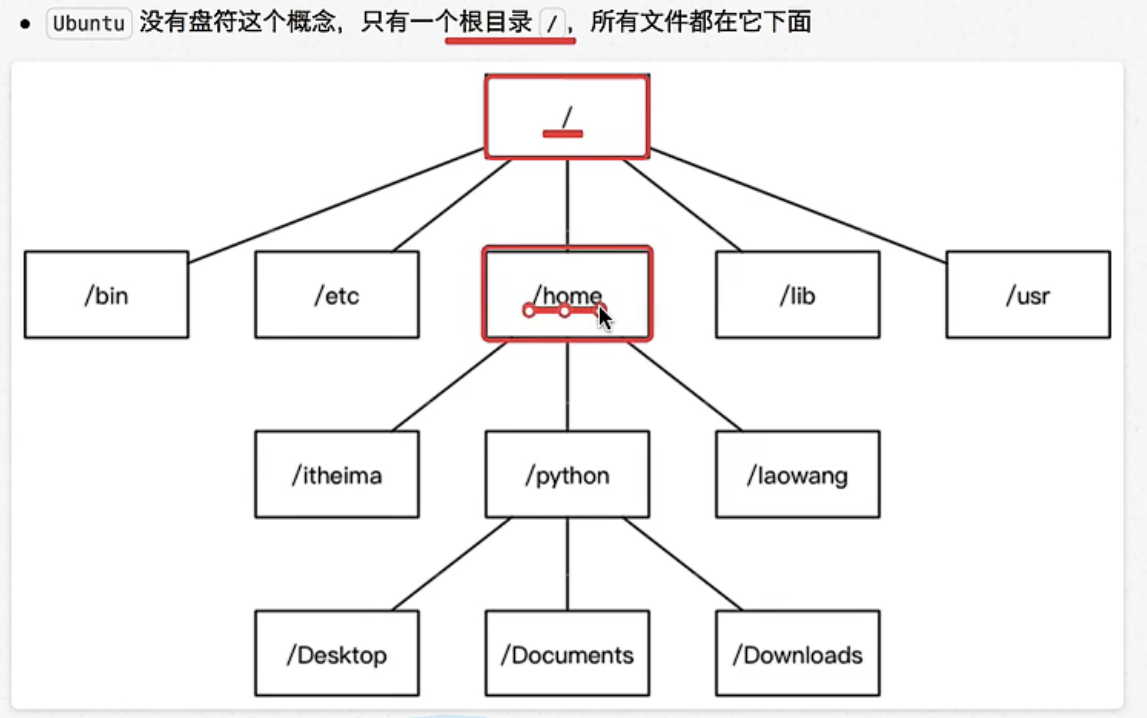 Ubuntu 没有盘符这个概念，只有一个根目录 /，所有文件都在它下面
/
/bin
/etc
/home
/lib
/usr
/itheima
/python
/laowang
/Desktop
/Documents
/Downloads